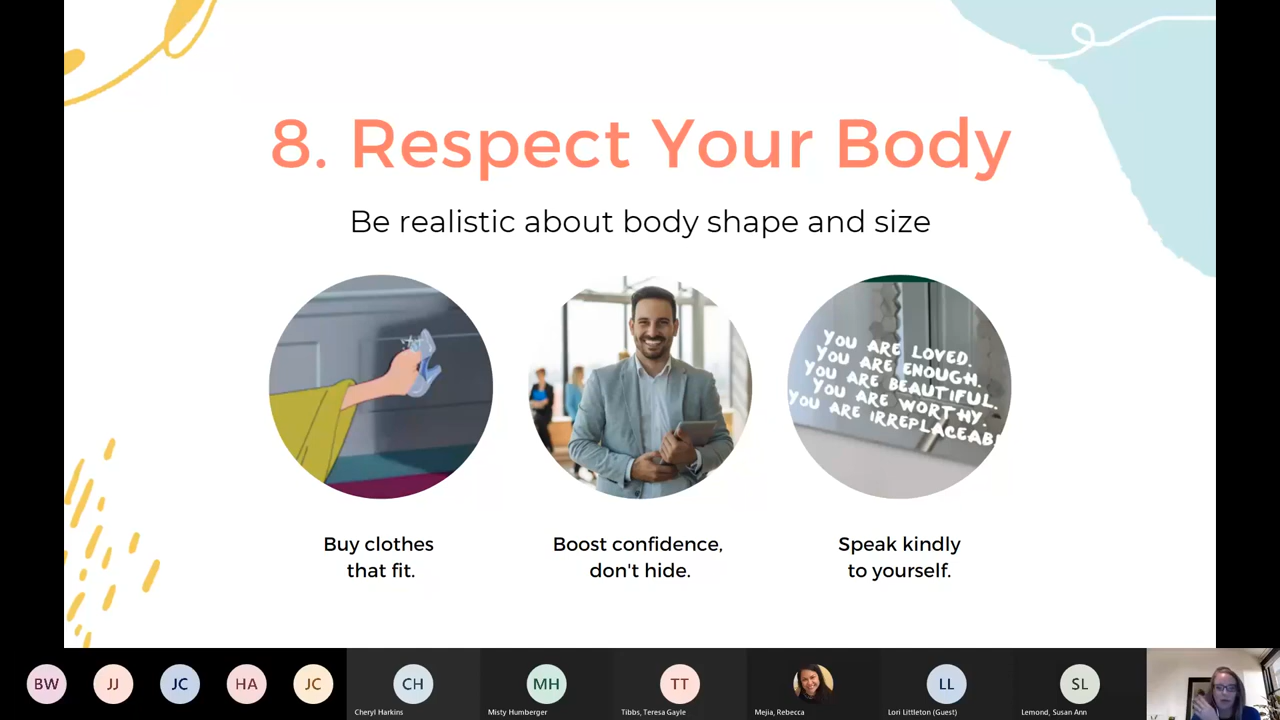 8. Respect Your Body
Be realistic about body shape and size
YOU ARE LOVED.
YOU ARE ENOUGH.
YOU ARE BEAUTIFUL.
YOU ARE WORTHY.
YOU ARE IRREPLACEAB
Buy clothes
that fit.
Boost confidence,
don't hide.
Speak kindly
to yourself.
BW
JJ
JC
HA
JC
CH
MH
TT
LL
SL
Cheryl Harkins
Misty Humberger
Tibbs, Teresa Gayle
Mejia, Rebecca
Lori Littleton (Guest)
Lemond, Susan Ann